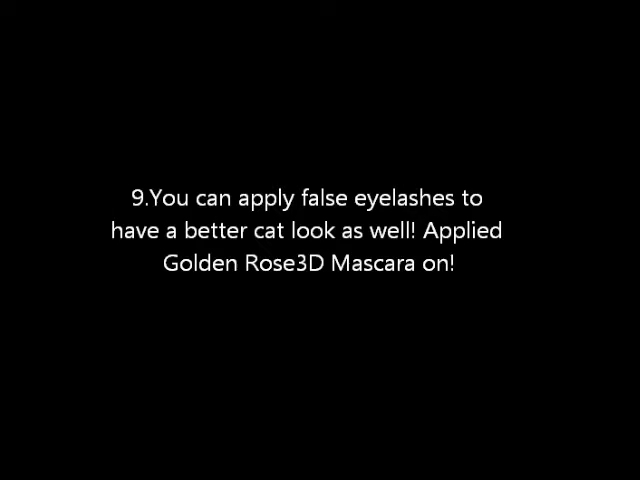 9.You can apply false eyelashes to
have a better cat look as well! Applied
Golden Rose3D Mascara on!